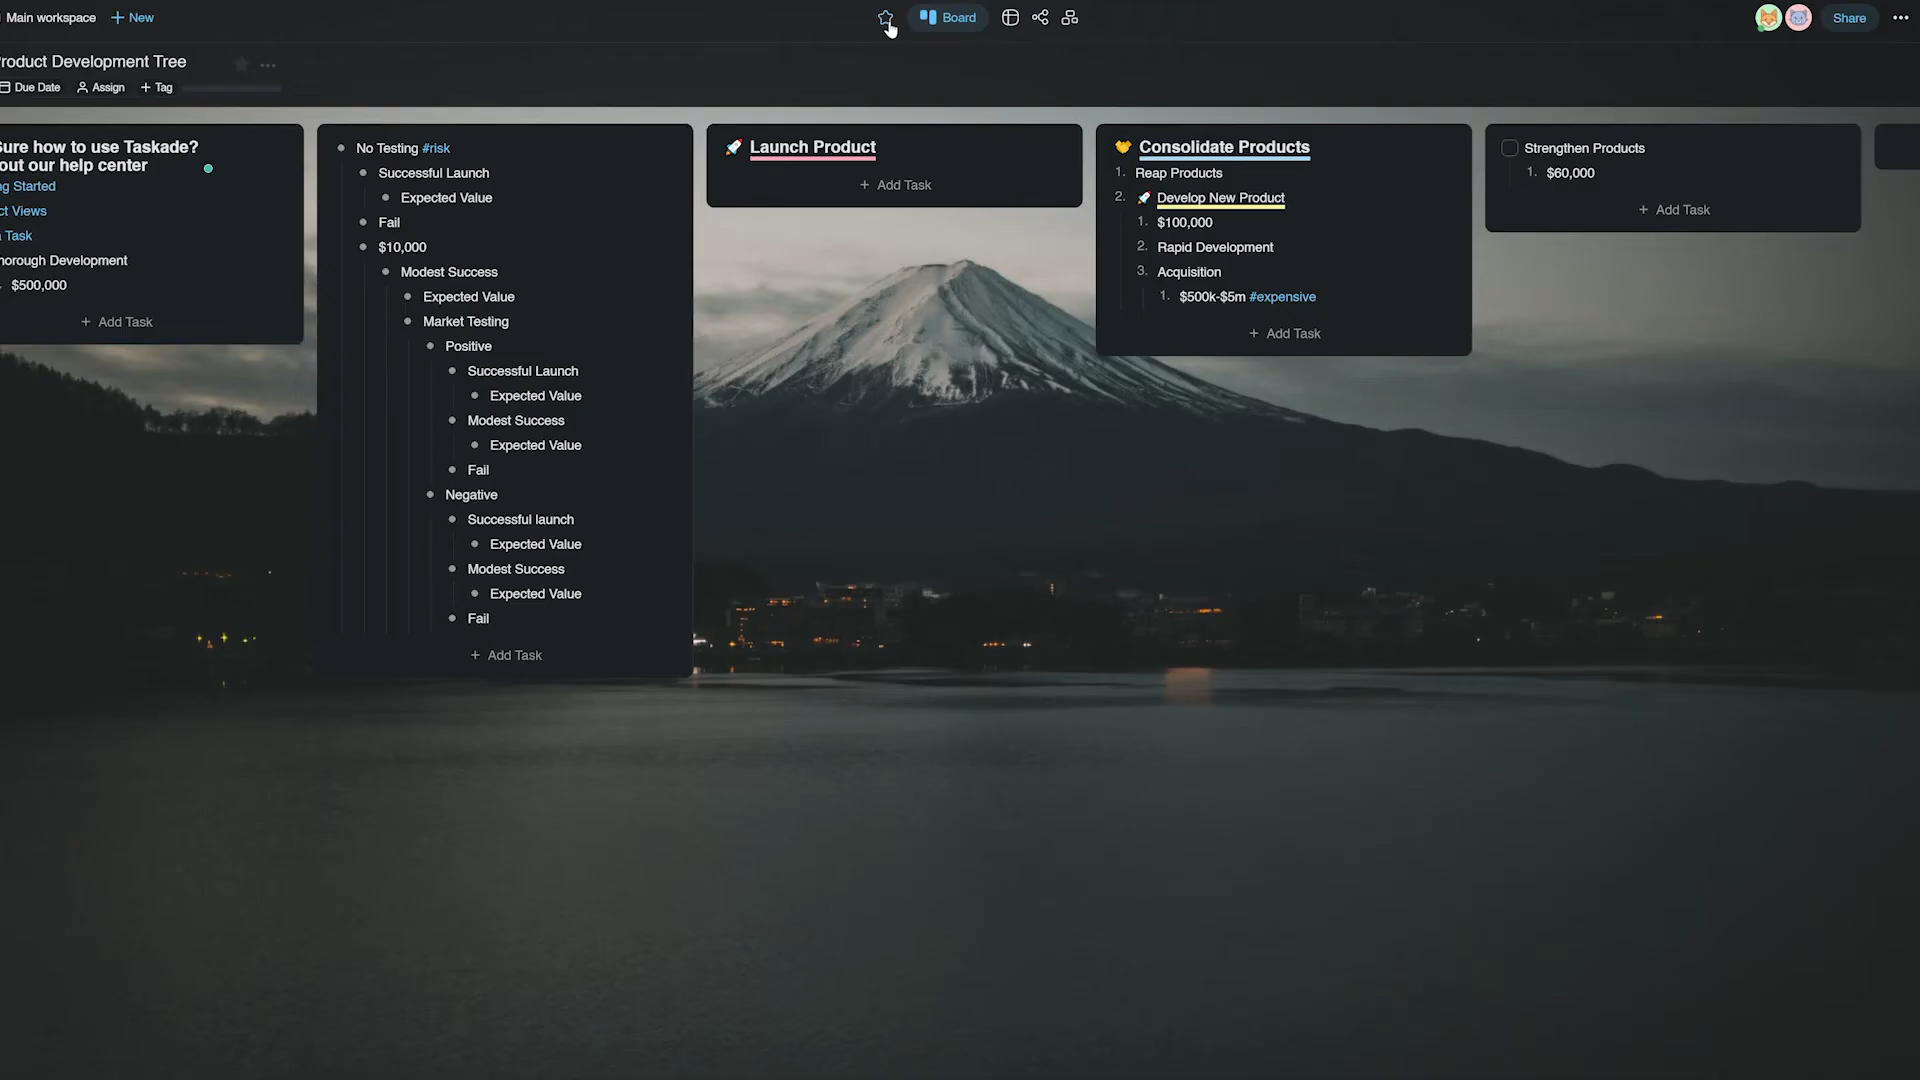 Main workspace
+ New
Board
Share
roduct Development Tree
Due Date
Assign
+ Tag
Sure how to use Taskade?
out our help center
ng Started
ct Views
Task
horough Development
$500,000
+ Add Task
No Testing #risk
Successful Launch
Expected Value
Fail
$10,000
Modest Success
Expected Value
Market Testing
Positive
Successful Launch
Expected Value
Modest Success
Expected Value
Fail
Negative
Successful launch
Expected Value
Modest Success
Expected Value
Fail
+ Add Task
🚀 Launch Product
+ Add Task
Consolidate Products
1. Reap Products
2. 🚀 Develop New Product
1. $100,000
2. Rapid Development
3. Acquisition
1. $500k-$5m #expensive
+ Add Task
Strengthen Products
1. $60,000
+ Add Task